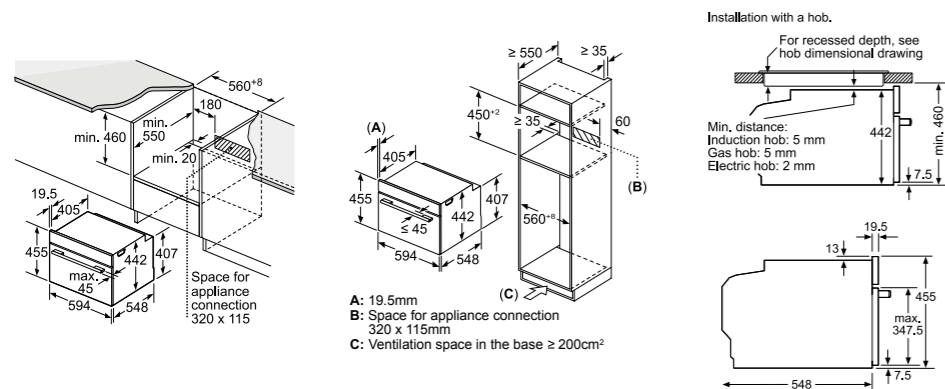 560+8
180
min. 460
min. 550
min. 20
19.5
405
455
442
407
max. 45
594
548
Space for
appliance
connection
320 x 115
≥ 550
≥ 35
450+2
≥ 35
60
(A)
405
(B)
455
442
407
≤ 45
560+8
594
548
(C)
A: 19.5mm
B: Space for appliance connection
320 x 115mm
C: Ventilation space in the base ≥ 200cm²
Installation with a hob.
For recessed depth, see
hob dimensional drawing
Min. distance:
Induction hob: 5 mm
Gas hob: 5 mm
Electric hob: 2 mm
442
min. 460
7.5
19.5
13
455
max.
347.5
7.5
548